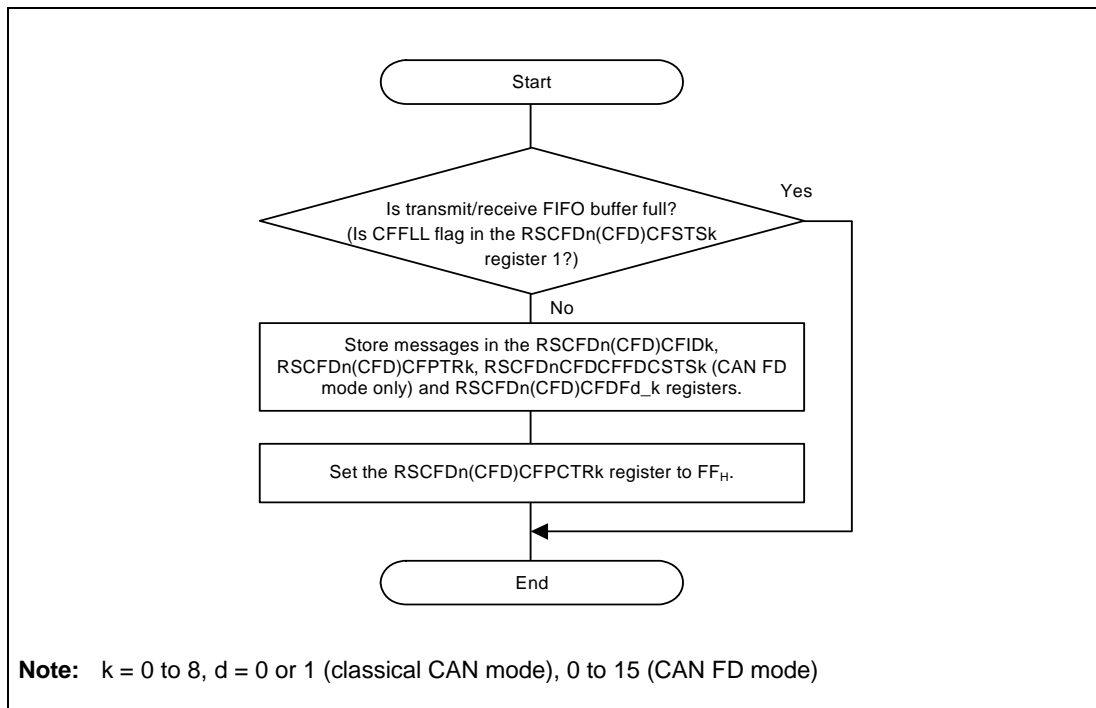 Start
Yes
Is transmit/receive FIFO buffer full?
(Is CFFLL flag in the RSCFDn(CFD)CFSTSk
register 1?)
No
Store messages in the RSCFDn(CFD)CFIDk,
RSCFDn(CFD)CFPTRk, RSCFDnCFDCFFDCSTSk (CAN FD
mode only) and RSCFDn(CFD)CFDFd_k registers.
Set the RSCFDn(CFD)CFPCTRk register to FFH.
End
Note: k = 0 to 8, d = 0 or 1 (classical CAN mode), 0 to 15 (CAN FD mode)